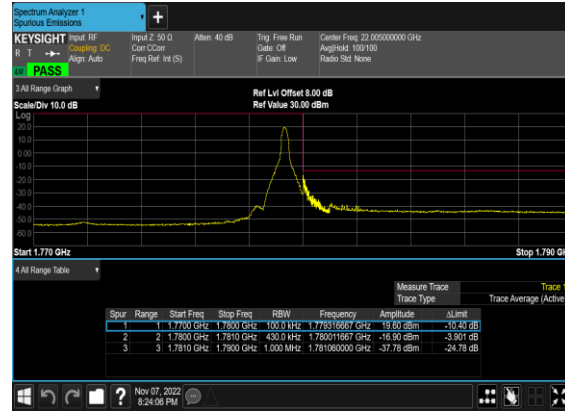 Spectrum Analyzer 1
Spurious Emissions
+
KEYSIGHT Input: RF Input Z: 50 Ω Atten: 40 dB Trig: Free Run Center Freq: 22.005000000 GHz
R T Coupling: DC Corr CCorr Gate: Off Avg|Hold: 100/100
Align: Auto Freq Ref: Int (S) IF Gain: Low Radio Std: None
PASS
3 All Range Graph
Ref Lvl Offset 8.00 dB
Scale/Div 10.0 dB Ref Value 30.00 dBm
Log
20.0
10.0
0.00
-10.0
-20.0
-30.0
-40.0
-50.0
-60.0
Start 1.770 GHz Stop 1.790 GH
4 All Range Table
Measure Trace Trace 1
Trace Type Trace Average (Active
Spur Range Start Freq Stop Freq RBW Frequency Amplitude ΔLimit
1 1 1.7700 GHz 1.7800 GHz 100.0 kHz 1.779316667 GHz 19.60 dBm -10.40 dB
2 2 1.7800 GHz 1.7810 GHz 430.0 kHz 1.780011667 GHz -16.90 dBm -3.901 dB
3 3 1.7810 GHz 1.7900 GHz 1.000 MHz 1.781060000 GHz -37.78 dBm -24.78 dB
?
Nov 07, 2022
8:24:06 PM